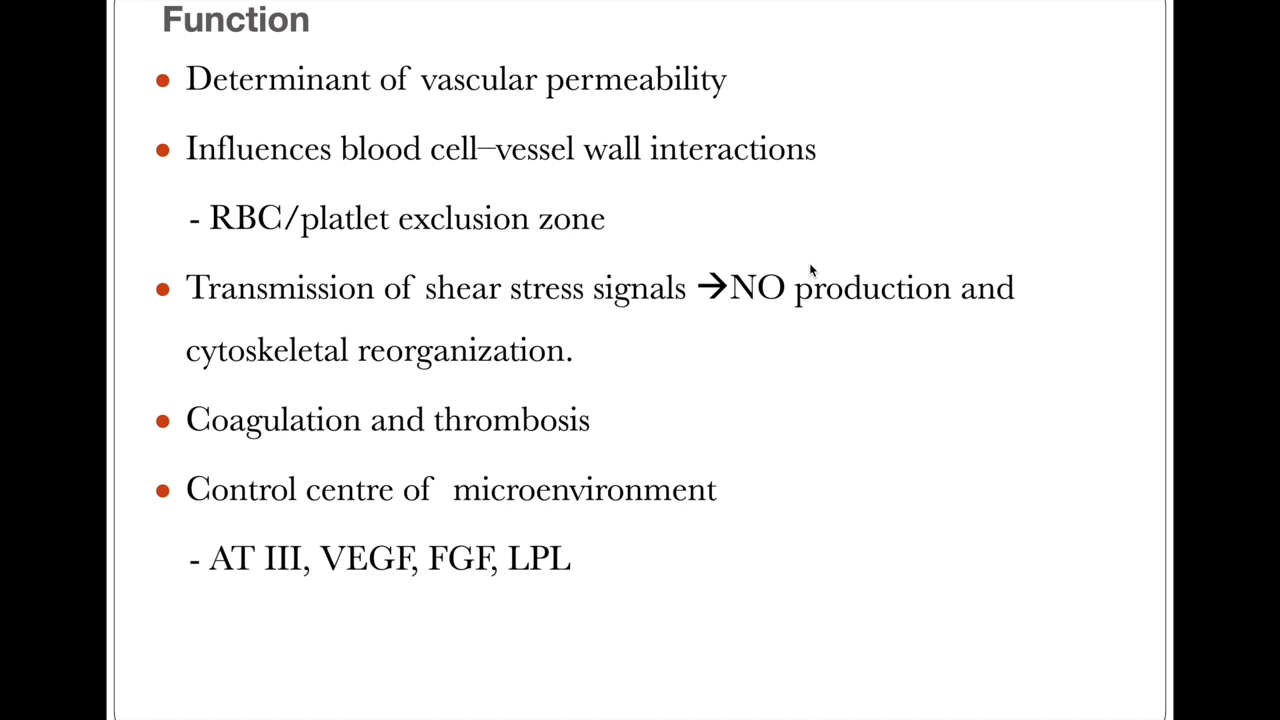 Function
• Determinant of vascular permeability
• Influences blood cell–vessel wall interactions
- RBC/platlet exclusion zone
• Transmission of shear stress signals →NO production and
cytoskeletal reorganization.
• Coagulation and thrombosis
• Control centre of microenvironment
- AT III, VEGF, FGF, LPL